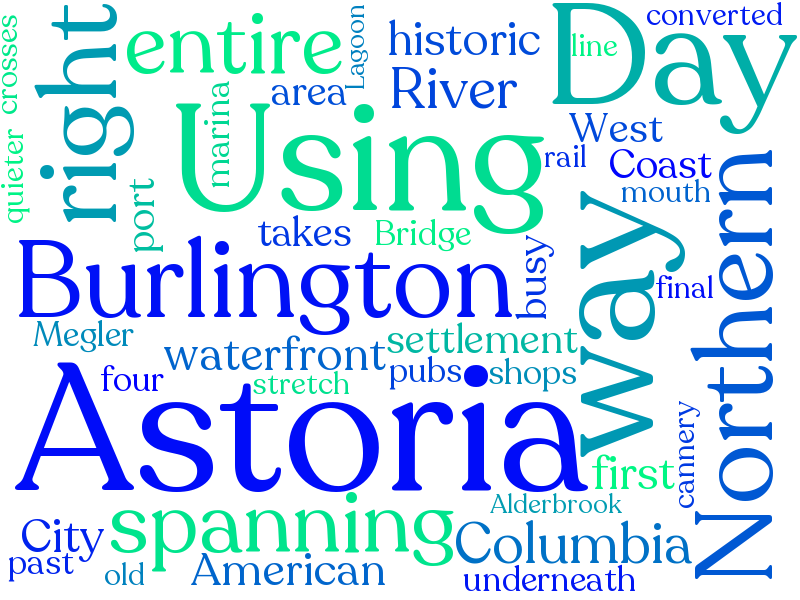 crosses
right
entire
Lagoon
historic
Day
converted
line
area
River
Using
marina
West
rail
Coast
mouth
quieter
port
takes
Bridge
busy
way
Northern
Burlington
final
Megler
waterfront
settlement
four
stretch
pubs
shops
Astoria
first
cannery
Alderbrook
spanning
City
Columbia
past
old
American
underneath